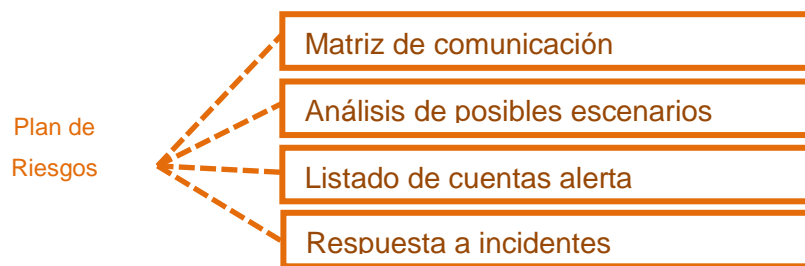 Matriz de comunicación
Análisis de posibles escenarios
Plan de
Riesgos
Listado de cuentas alerta
Respuesta a incidentes